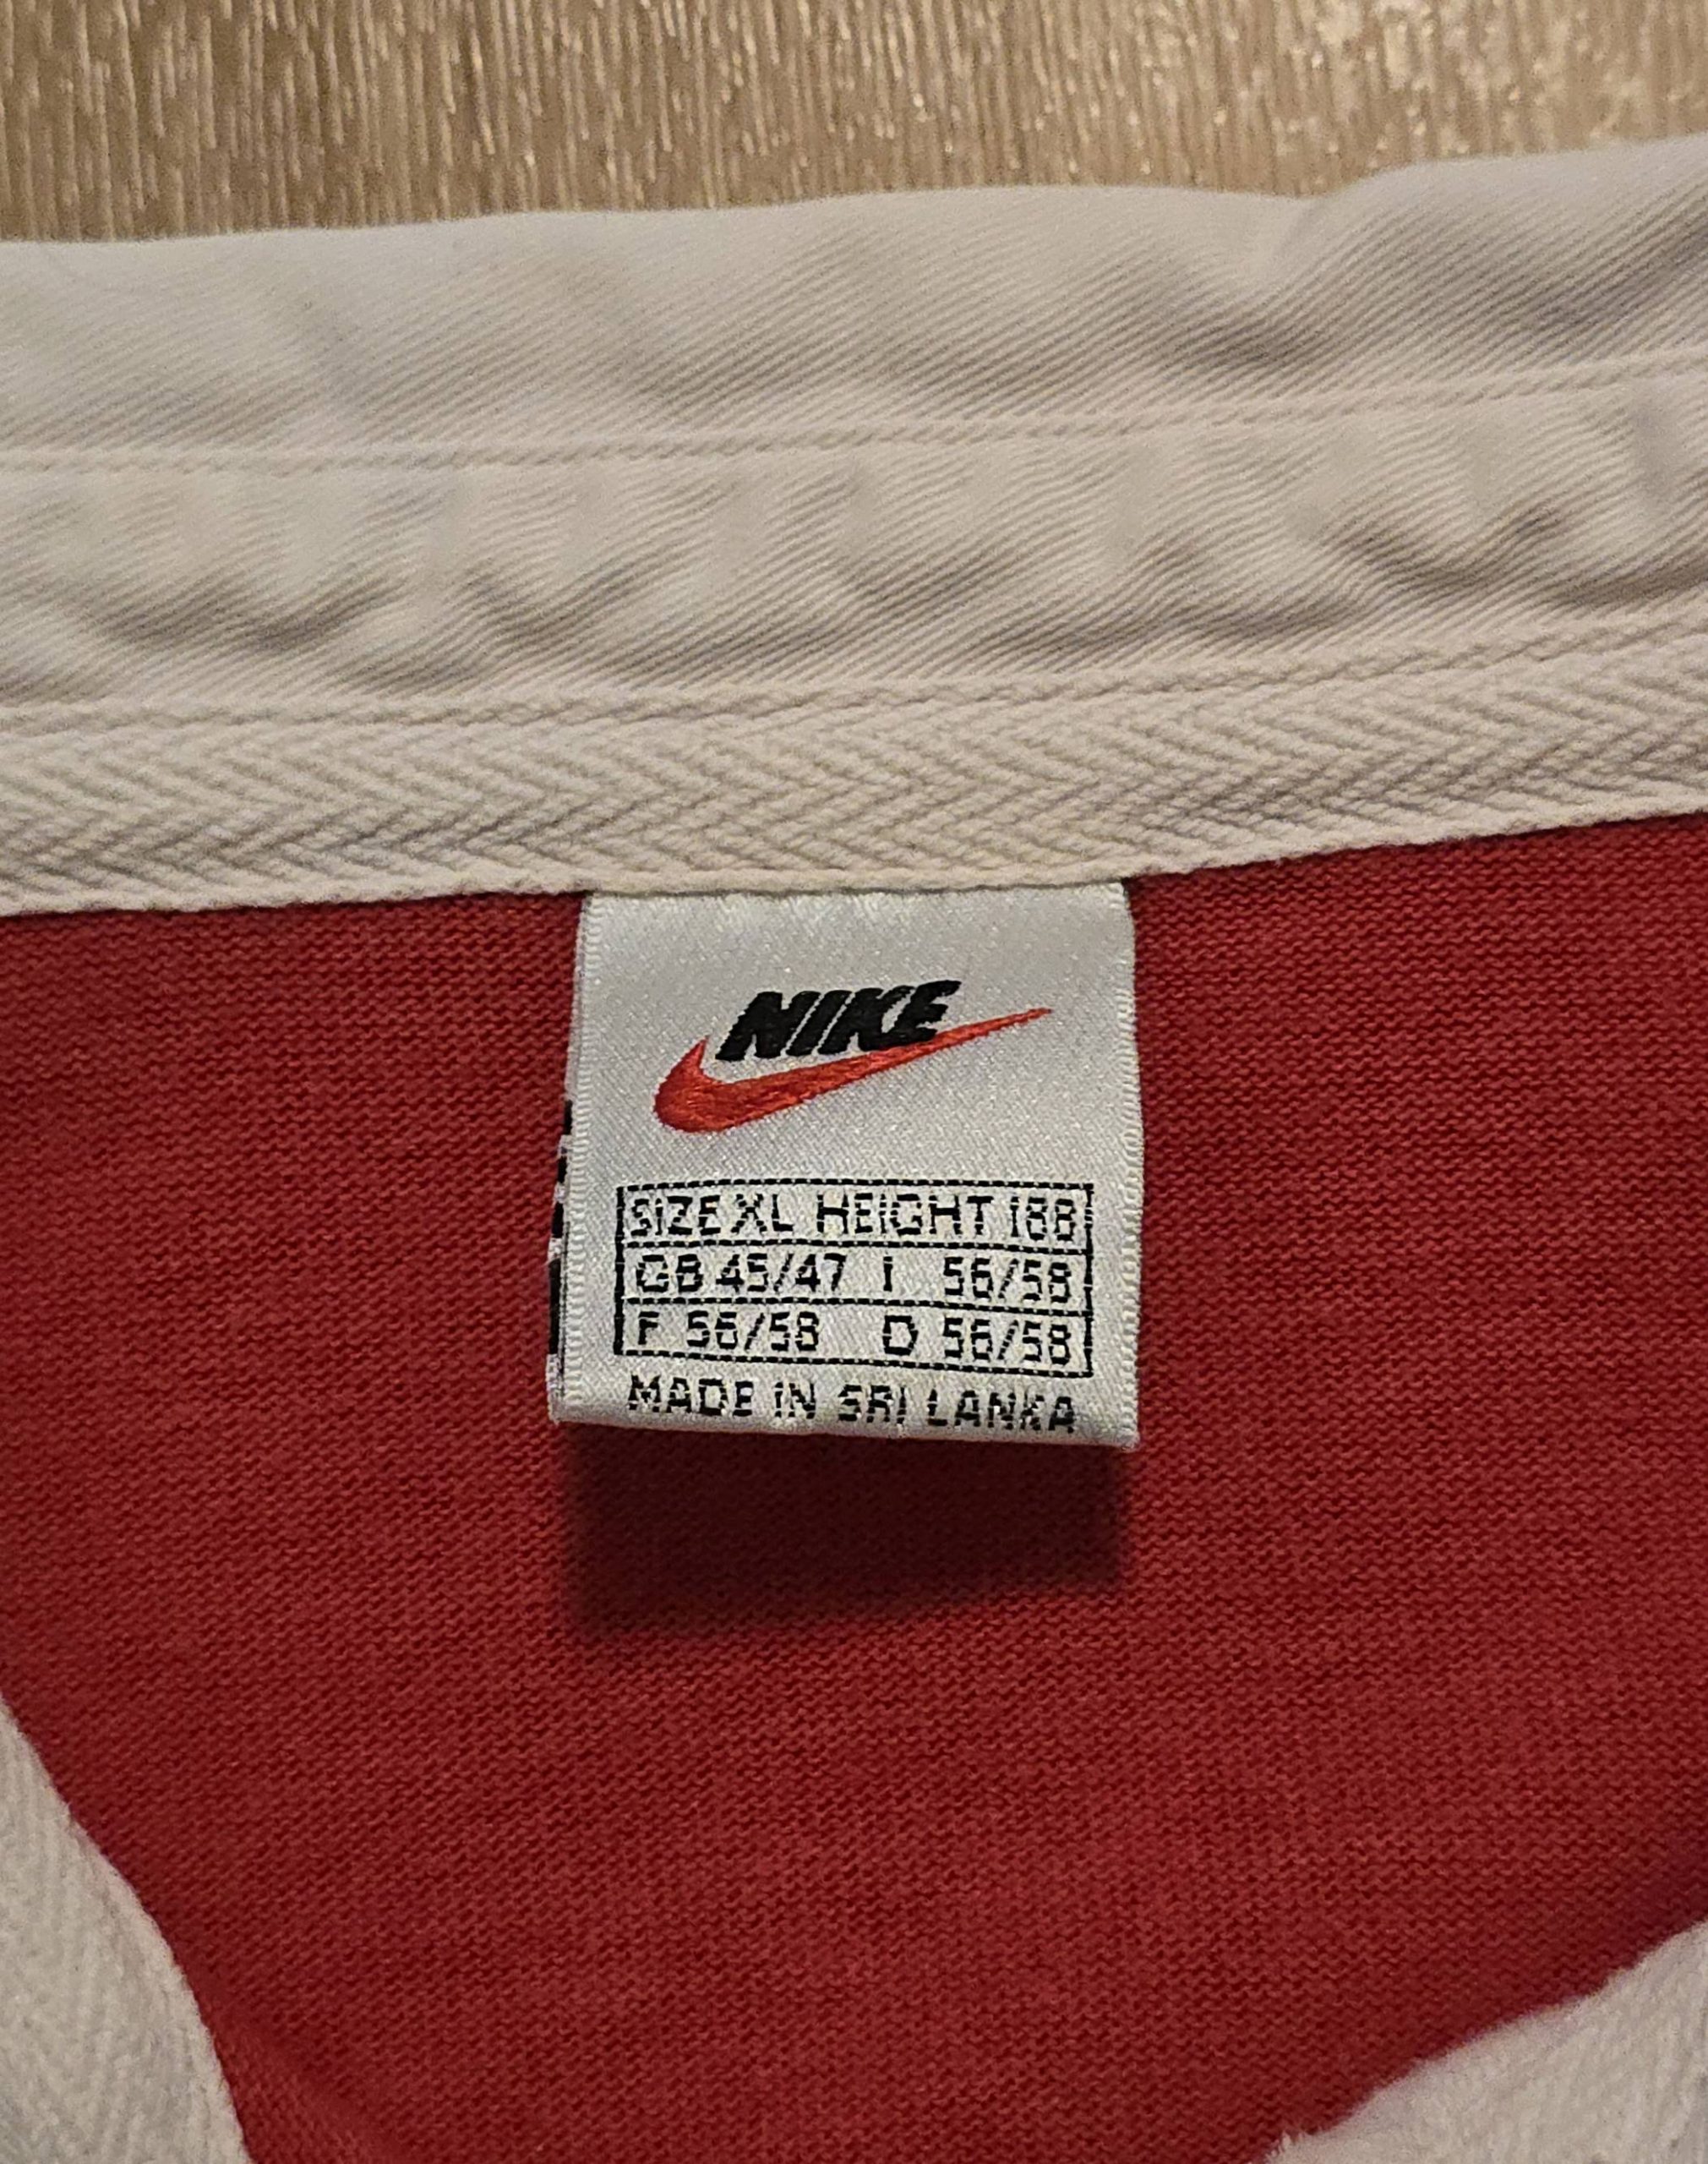 NIKE
SIZE XL HEIGHT 188
GB 45/47 I 56/58
F 56/58 D 56/58
MADE IN SRI LANKA